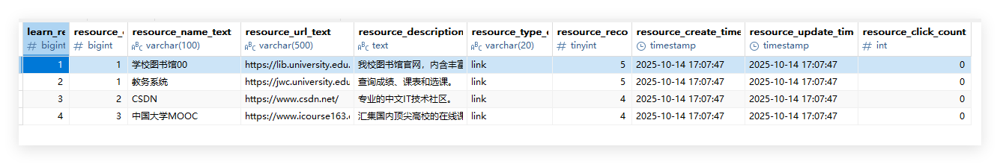 learn_re resource_ resource_name_text resource_url_text resource_description resource_type_ resource_reco resource_create_time resource_update_tim resource_click_count
# bigint # bigint ABC varchar(100) ABC varchar(500) ABC text ABC varchar(20) # tinyint timestamp timestamp # int
1 1 学校图书馆00 https://lib.university.edu. 我校图书馆官网，内含丰富 link 5 2025-10-14 17:07:47 2025-10-14 17:07:47 0
2 1 教务系统 https://jwc.university.edu 查询成绩、课表和选课。 link 5 2025-10-14 17:07:47 2025-10-14 17:07:47 0
3 2 CSDN https://www.csdn.net/ 专业的中文IT技术社区。 link 4 2025-10-14 17:07:47 2025-10-14 17:07:47 0
4 3 中国大学MOOC https://www.icourse163. 汇集国内顶尖高校的在线课 link 4 2025-10-14 17:07:47 2025-10-14 17:07:47 0